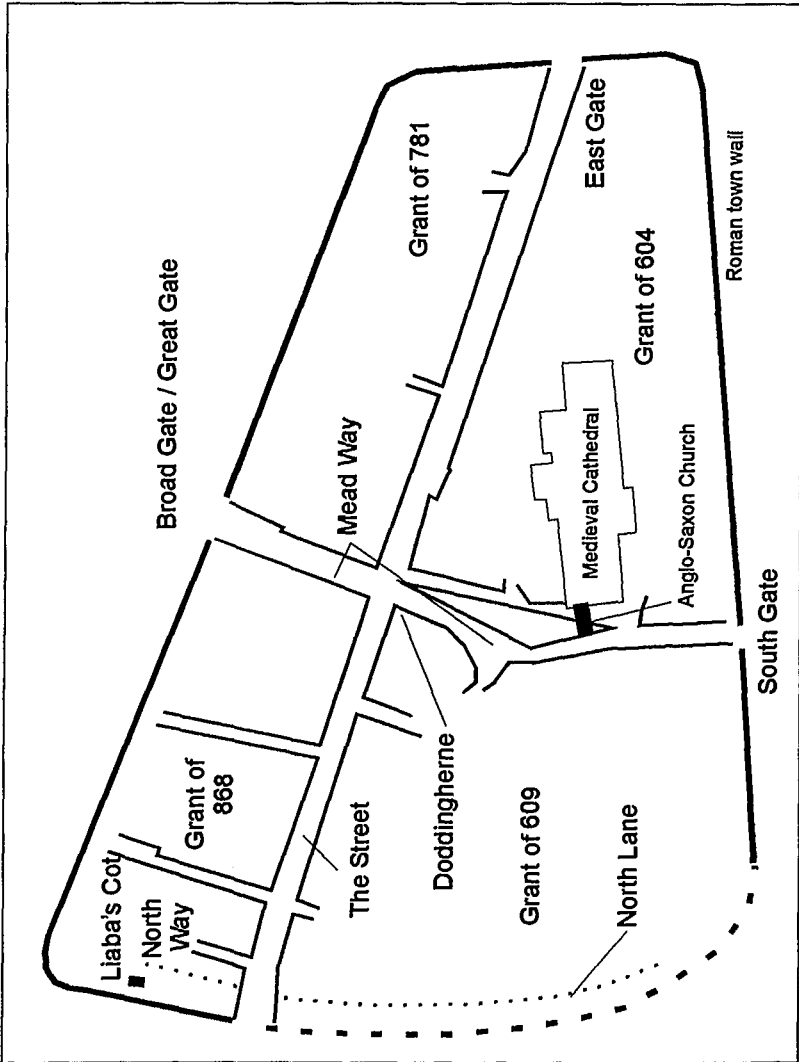 Broad Gate / Great Gate
Grant of 781
East Gate
Mead Way
Grant of 604
Roman town wall
Medieval Cathedral
Anglo-Saxon Church
South Gate
Liaba's Cot
North
Way
Grant of
868
The Street
Doddingherne
Grant of 609
North Lane